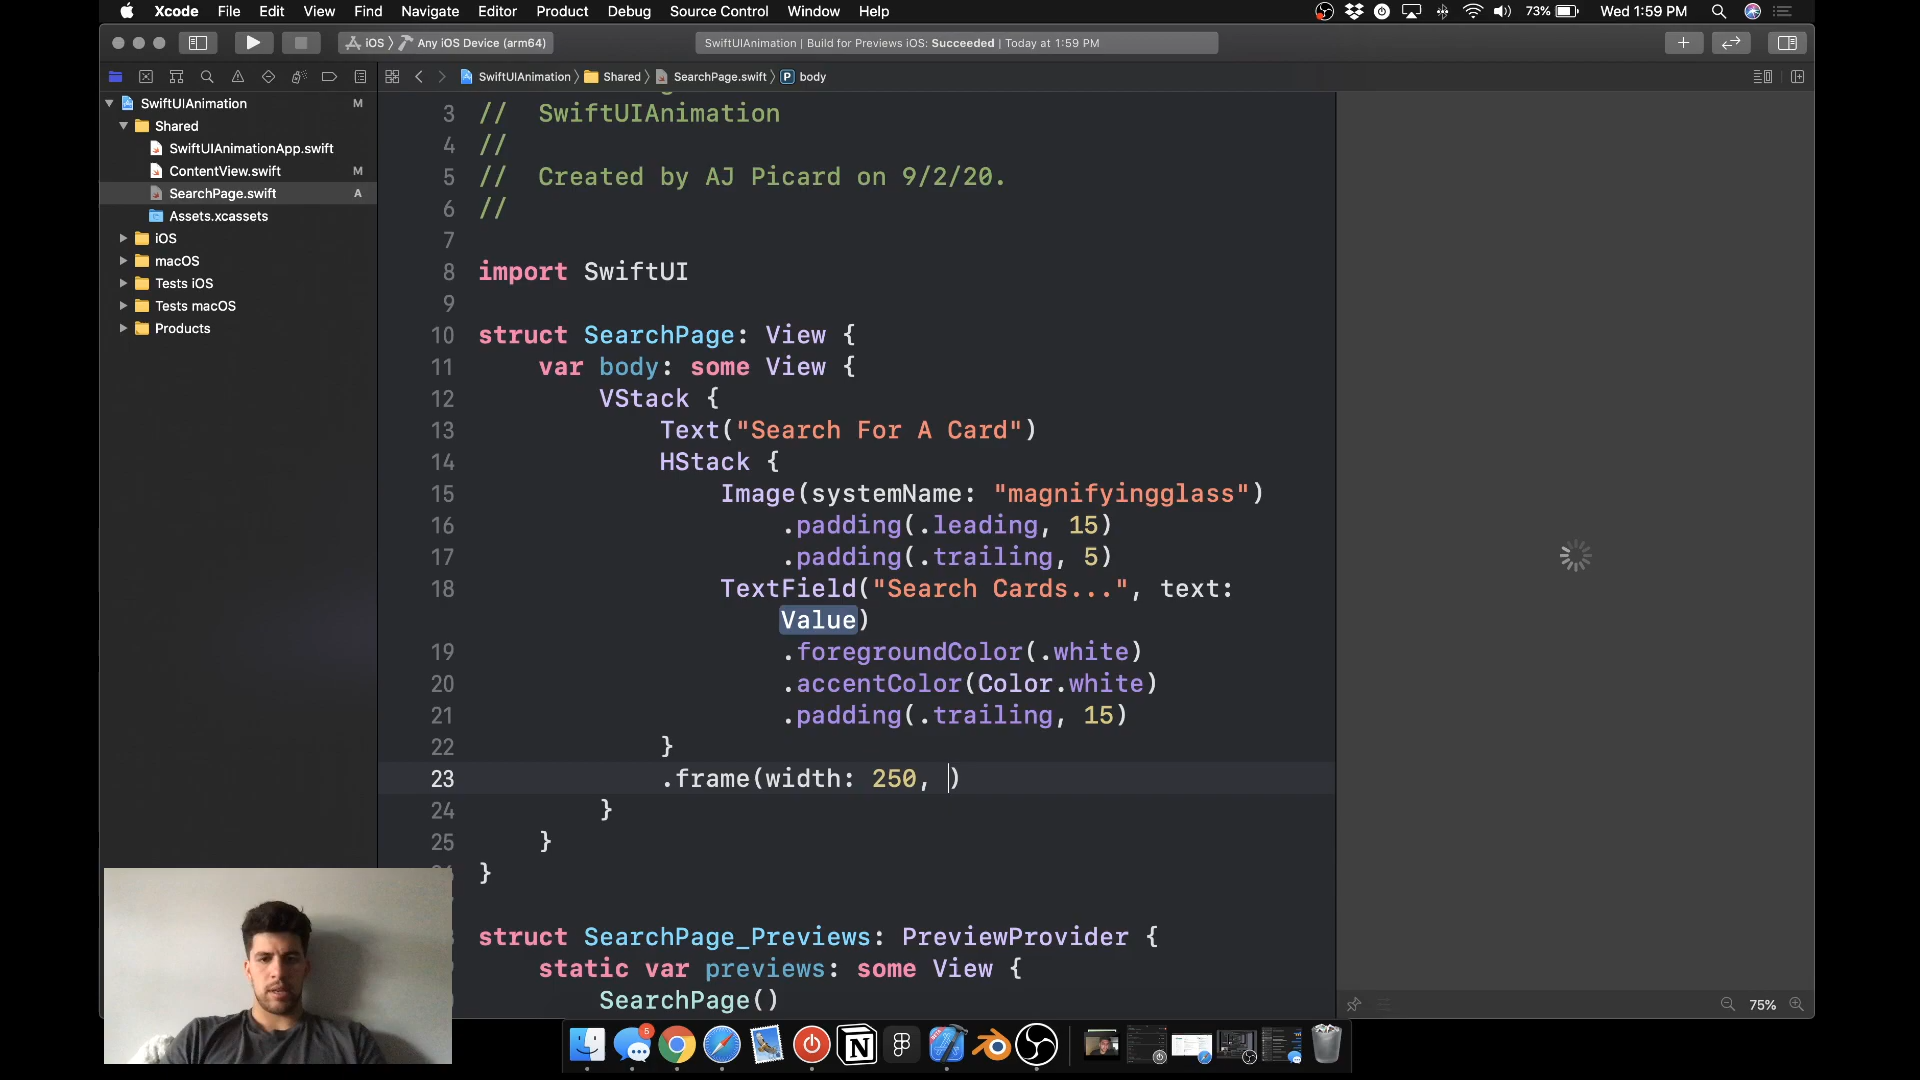 Xcode File Edit View Find Navigate Editor Product Debug Source Control Window Help 73% Wed 1:59 PM
iOS Any iOS Device (arm64) SwiftUIAnimation | Build for Previews iOS: Succeeded | Today at 1:59 PM
SwiftUIAnimation Shared SearchPage.swift P body
SwiftUIAnimation M
Shared
SwiftUIAnimationApp.swift
ContentView.swift M
SearchPage.swift A
Assets.xcassets
iOS
macOS
Tests iOS
Tests macOS
Products
3 // SwiftUIAnimation
4 //
5 // Created by AJ Picard on 9/2/20.
6 //
7
8 import SwiftUI
9
10 struct SearchPage: View {
11 var body: some View {
12 VStack {
13 Text("Search For A Card")
14 HStack {
15 Image(systemName: "magnifyingglass")
16 .padding(.leading, 15)
17 .padding(.trailing, 5)
18 TextField("Search Cards...", text:
Value)
19 .foregroundColor(.white)
20 .accentColor(Color.white)
21 .padding(.trailing, 15)
22 }
23 .frame(width: 250, )
24 }
25 }
}
struct SearchPage_Previews: PreviewProvider {
static var previews: some View {
SearchPage()
75%
5